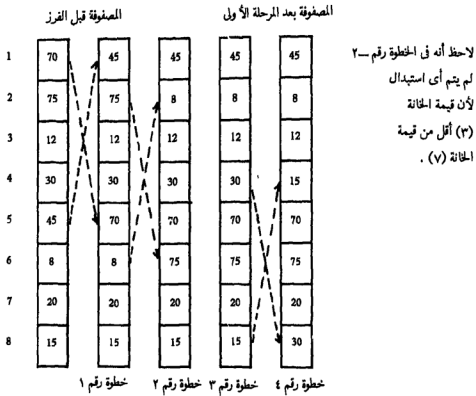 المصفوفة قبل الفرز
المصفوفة بعد المرحلة الأولى
1 70 45 45 45 45
2 75 75 8 8 8
3 12 12 12 12 12
4 30 30 30 30 15
5 45 70 70 70 70
6 8 8 75 75 75
7 20 20 20 20 20
8 15 15 15 15 30
خطوة رقم ١
خطوة رقم ٢
خطوة رقم ٣
خطوة رقم ٤
لاحظ أنه فى الخطوة رقم ــ٢
لم يتم أى استبدال
لأن قيمة الخانة
(٣) أقل من قيمة
الخانة (٧) .